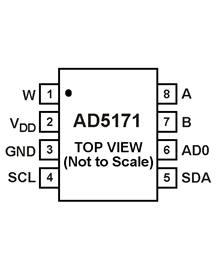 W 1 AD5171 8 A
VDD 2 7 B
GND 3 TOP VIEW 6 AD0
(Not to Scale)
SCL 4 5 SDA